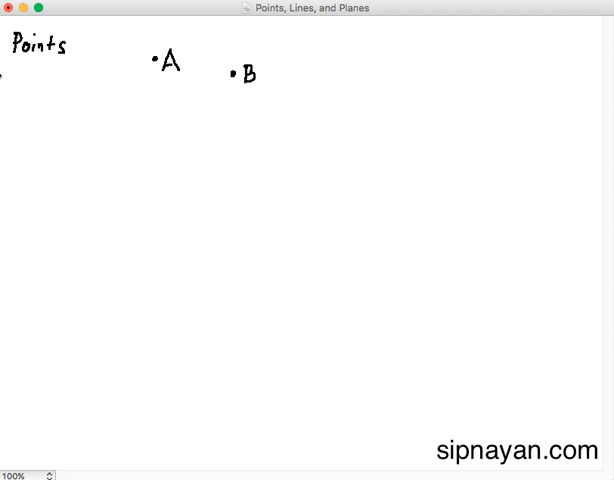 Points, Lines, and Planes
Points
A
B
sipnayan.com
100%